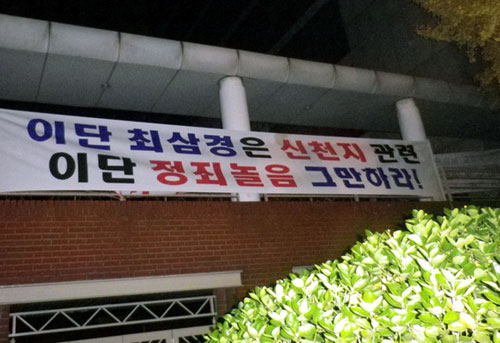 이단 최삼경은 신천지 관련
이단 정죄놀음 그만하라!